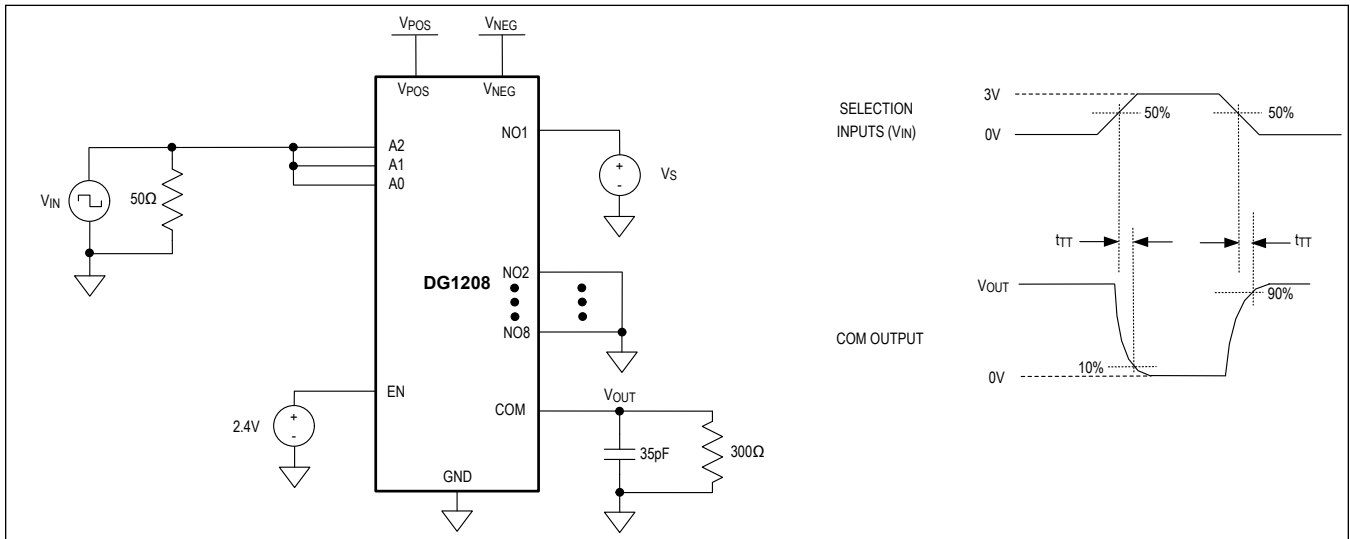 VPOS
VNEG
VPOS
VNEG
NO1
A2
A1
A0
VS
VIN
50Ω
DG1208
NO2
NO8
EN
COM
VOUT
2.4V
35pF
300Ω
GND
SELECTION
INPUTS (VIN)
3V
0V
50%
50%
tTT
tTT
VOUT
90%
COM OUTPUT
10%
0V